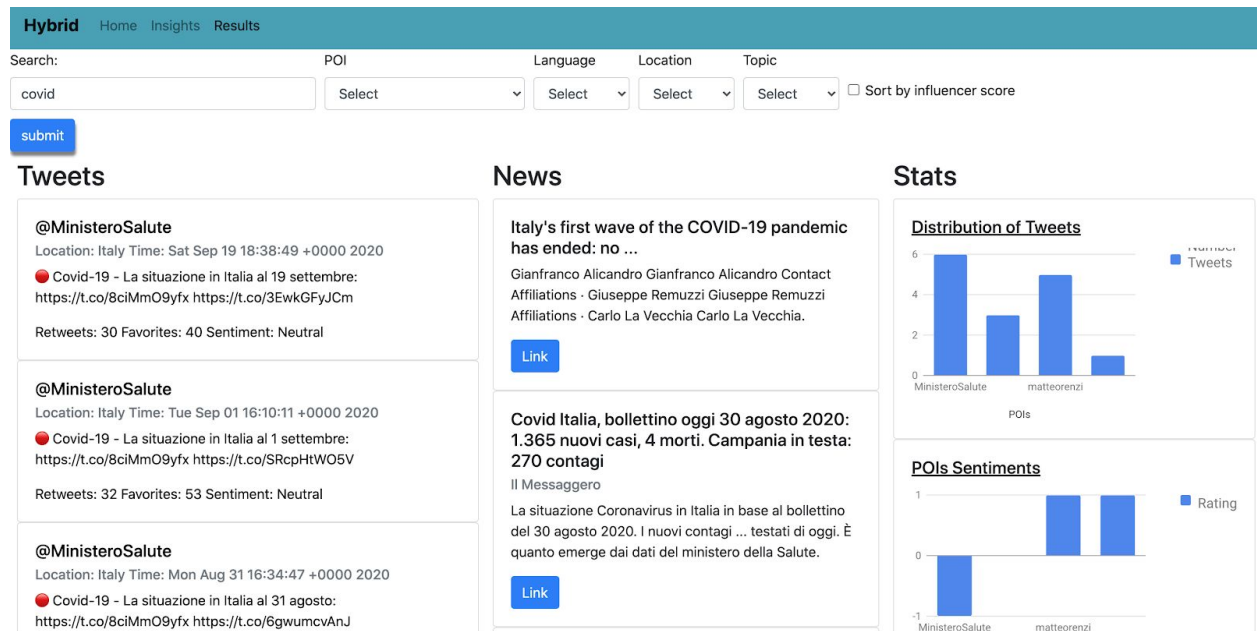 Hybrid Home Insights Results
Search: POI Language Location Topic
covid Select Select Select Select Sort by influencer score
submit
Tweets
@MinisteroSalute
Location: Italy Time: Sat Sep 19 18:38:49 +0000 2020
🔴 Covid-19 - La situazione in Italia al 19 settembre:
https://t.co/8ciMmO9yfx https://t.co/3EwkGFyJCm
Retweets: 30 Favorites: 40 Sentiment: Neutral
@MinisteroSalute
Location: Italy Time: Tue Sep 01 16:10:11 +0000 2020
🔴 Covid-19 - La situazione in Italia al 1 settembre:
https://t.co/8ciMmO9yfx https://t.co/SRcpHtWO5V
Retweets: 32 Favorites: 53 Sentiment: Neutral
@MinisteroSalute
Location: Italy Time: Mon Aug 31 16:34:47 +0000 2020
🔴 Covid-19 - La situazione in Italia al 31 agosto:
https://t.co/8ciMmO9yfx https://t.co/6gwumcvAnJ
News
Italy's first wave of the COVID-19 pandemic
has ended: no ...
Gianfranco Alicandro Gianfranco Alicandro Contact
Affiliations · Giuseppe Remuzzi Giuseppe Remuzzi
Affiliations · Carlo La Vecchia Carlo La Vecchia.
Link
Covid Italia, bollettino oggi 30 agosto 2020:
1.365 nuovi casi, 4 morti. Campania in testa:
270 contagi
Il Messaggero
La situazione Coronavirus in Italia in base al bollettino
del 30 agosto 2020. I nuovi contagi ... testati di oggi. È
quanto emerge dai dati del ministero della Salute.
Link
Stats
Distribution of Tweets
Number
Tweets
6
4
2
0
MinisteroSalute matteorenzi
POIs
POIs Sentiments
Rating
1
0
-1
MinisteroSalute matteorenzi